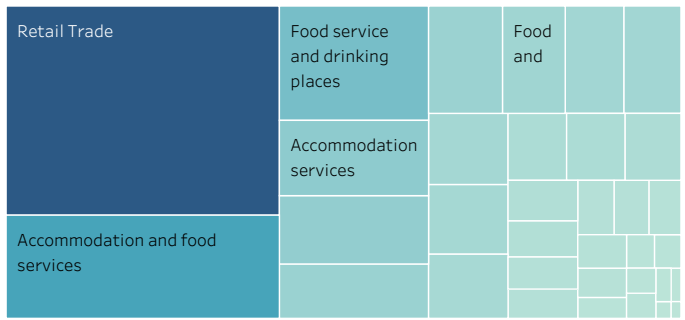 Retail Trade
Accommodation and food
services
Food service
and drinking
places
Accommodation
services
Food
and